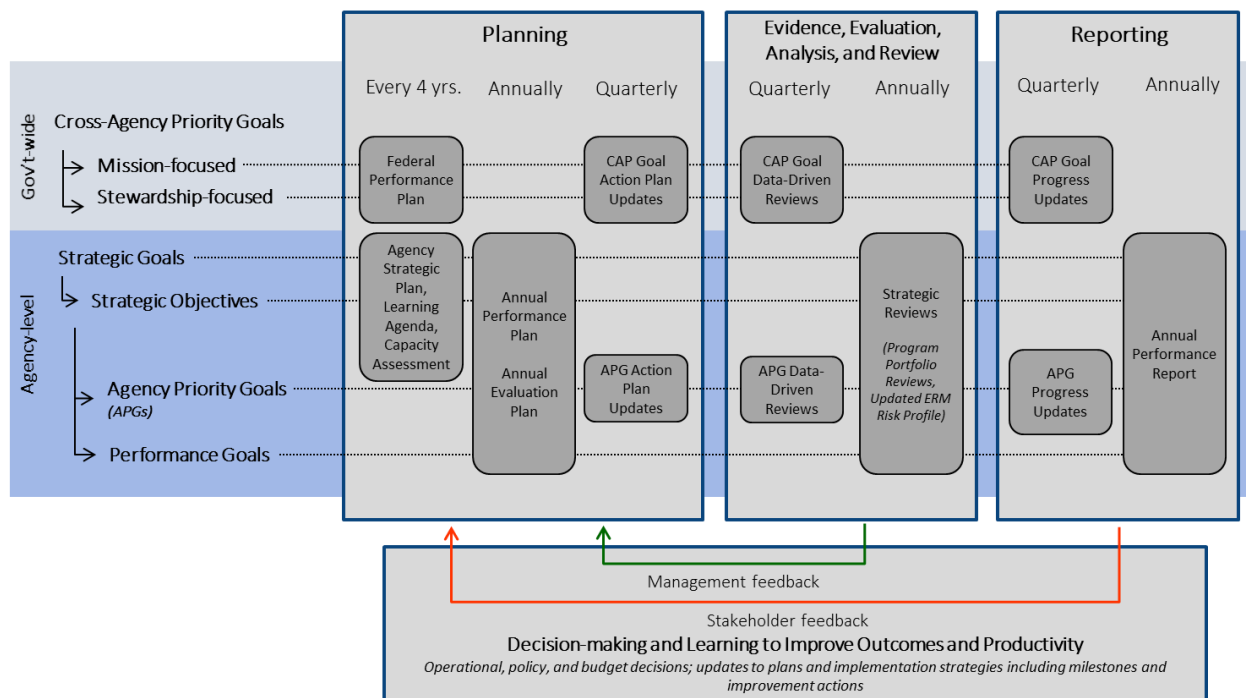 Planning
Evidence, Evaluation,
Analysis, and Review
Reporting
Every 4 yrs.
Annually
Quarterly
Quarterly
Annually
Quarterly
Annually
Gov't-wide
Cross-Agency Priority Goals
Mission-focused
Stewardship-focused
Federal
Performance
Plan
CAP Goal
Action Plan
Updates
CAP Goal
Data-Driven
Reviews
CAP Goal
Progress
Updates
Agency-level
Strategic Goals
Strategic Objectives
Agency Priority Goals
(APGs)
Performance Goals
Agency
Strategic
Plan,
Learning
Agenda,
Capacity
Assessment
Annual
Performance
Plan
Annual
Evaluation
Plan
APG Action
Plan
Updates
APG Data-
Driven
Reviews
Strategic
Reviews
(Program
Portfolio
Reviews,
Updated ERM
Risk Profile)
APG
Progress
Updates
Annual
Performance
Report
Management feedback
Stakeholder feedback
Decision-making and Learning to Improve Outcomes and Productivity
Operational, policy, and budget decisions; updates to plans and implementation strategies including milestones and
improvement actions